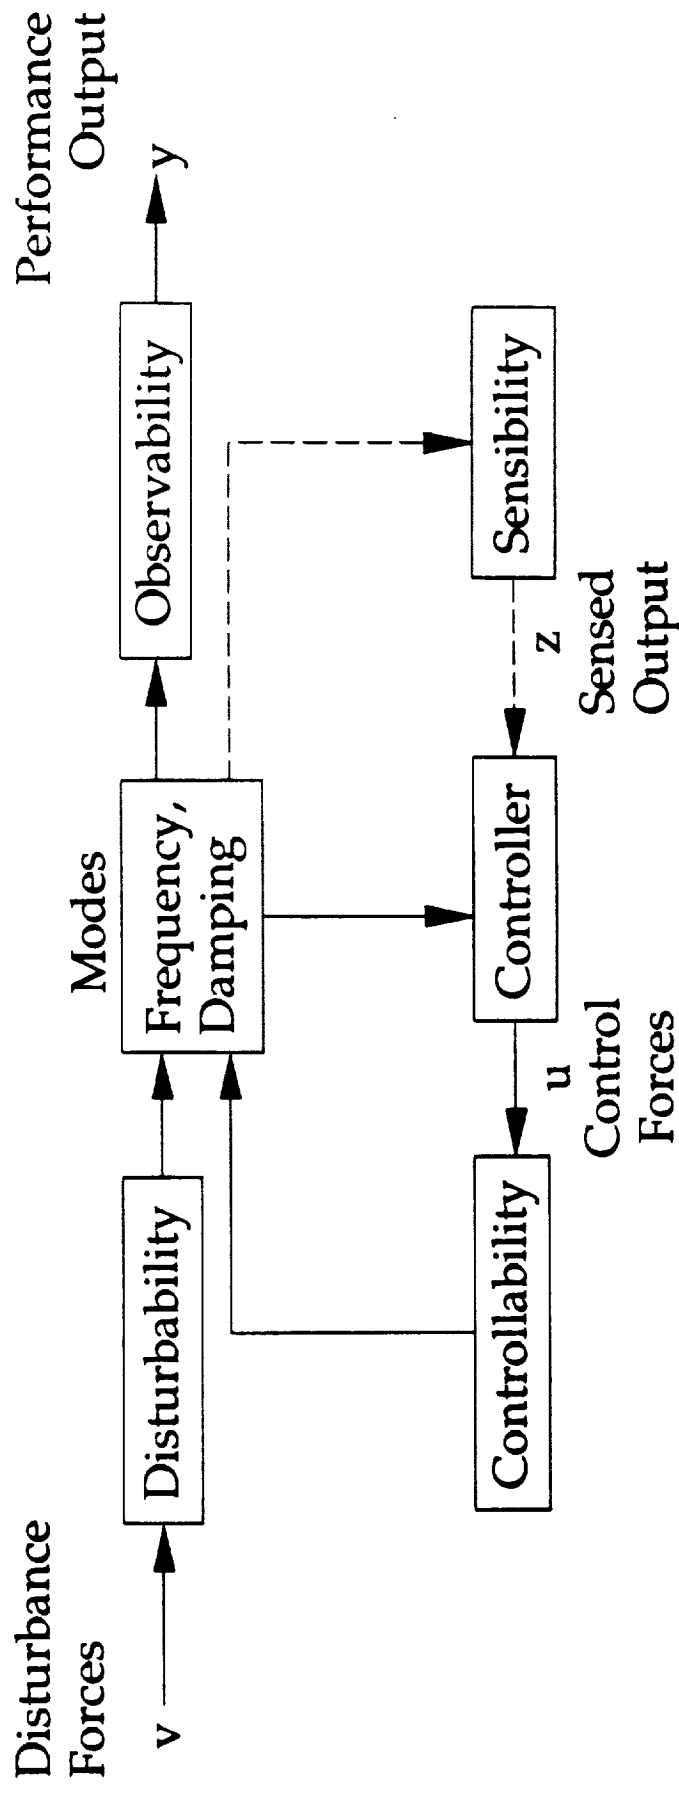 Disturbance
Forces
v
Disturbability
Modes
Frequency,
Damping
Observability
Performance
Output
y
Controllability
u
Control
Forces
Controller
z
Sensed
Output
Sensibility